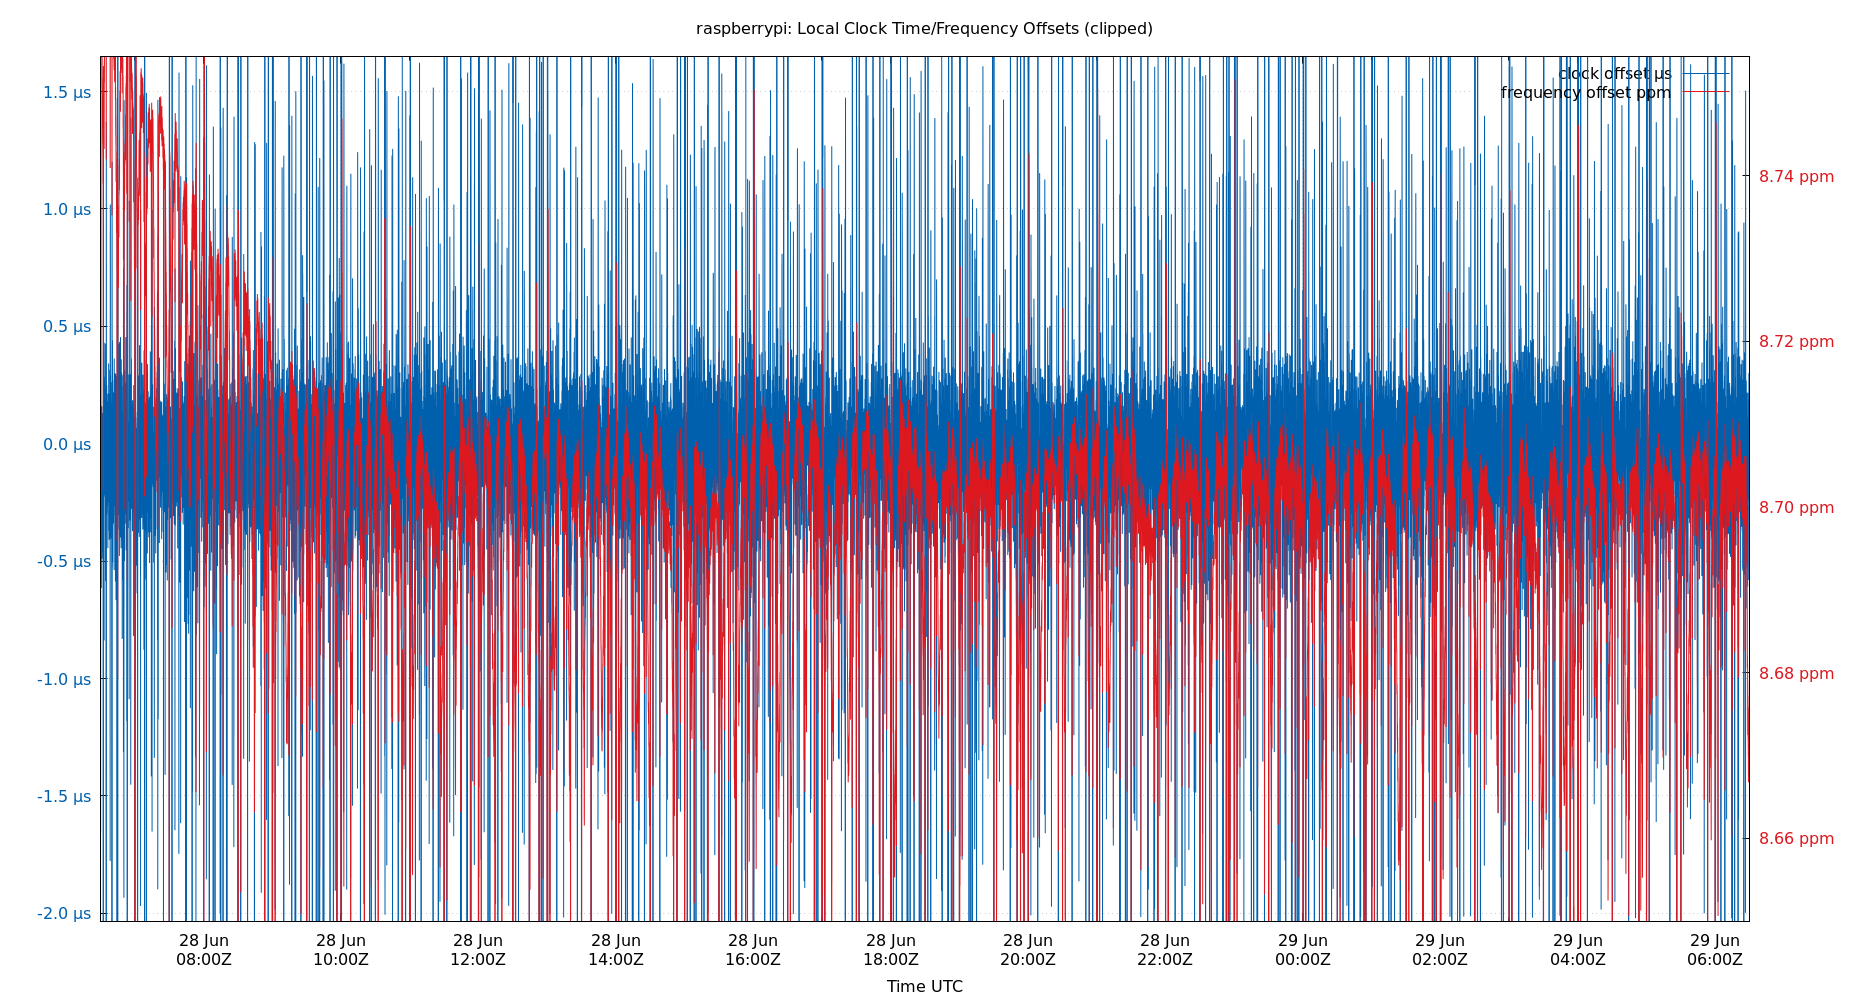 raspberrypi: Local Clock Time/Frequency Offsets (clipped)
clock offset µs
frequency offset ppm
1.5 µs
1.0 µs
0.5 µs
0.0 µs
-0.5 µs
-1.0 µs
-1.5 µs
-2.0 µs
8.74 ppm
8.72 ppm
8.70 ppm
8.68 ppm
8.66 ppm
28 Jun 28 Jun 28 Jun 28 Jun 28 Jun 28 Jun 28 Jun 28 Jun 29 Jun 29 Jun 29 Jun 29 Jun
08:00Z 10:00Z 12:00Z 14:00Z 16:00Z 18:00Z 20:00Z 22:00Z 00:00Z 02:00Z 04:00Z 06:00Z
Time UTC